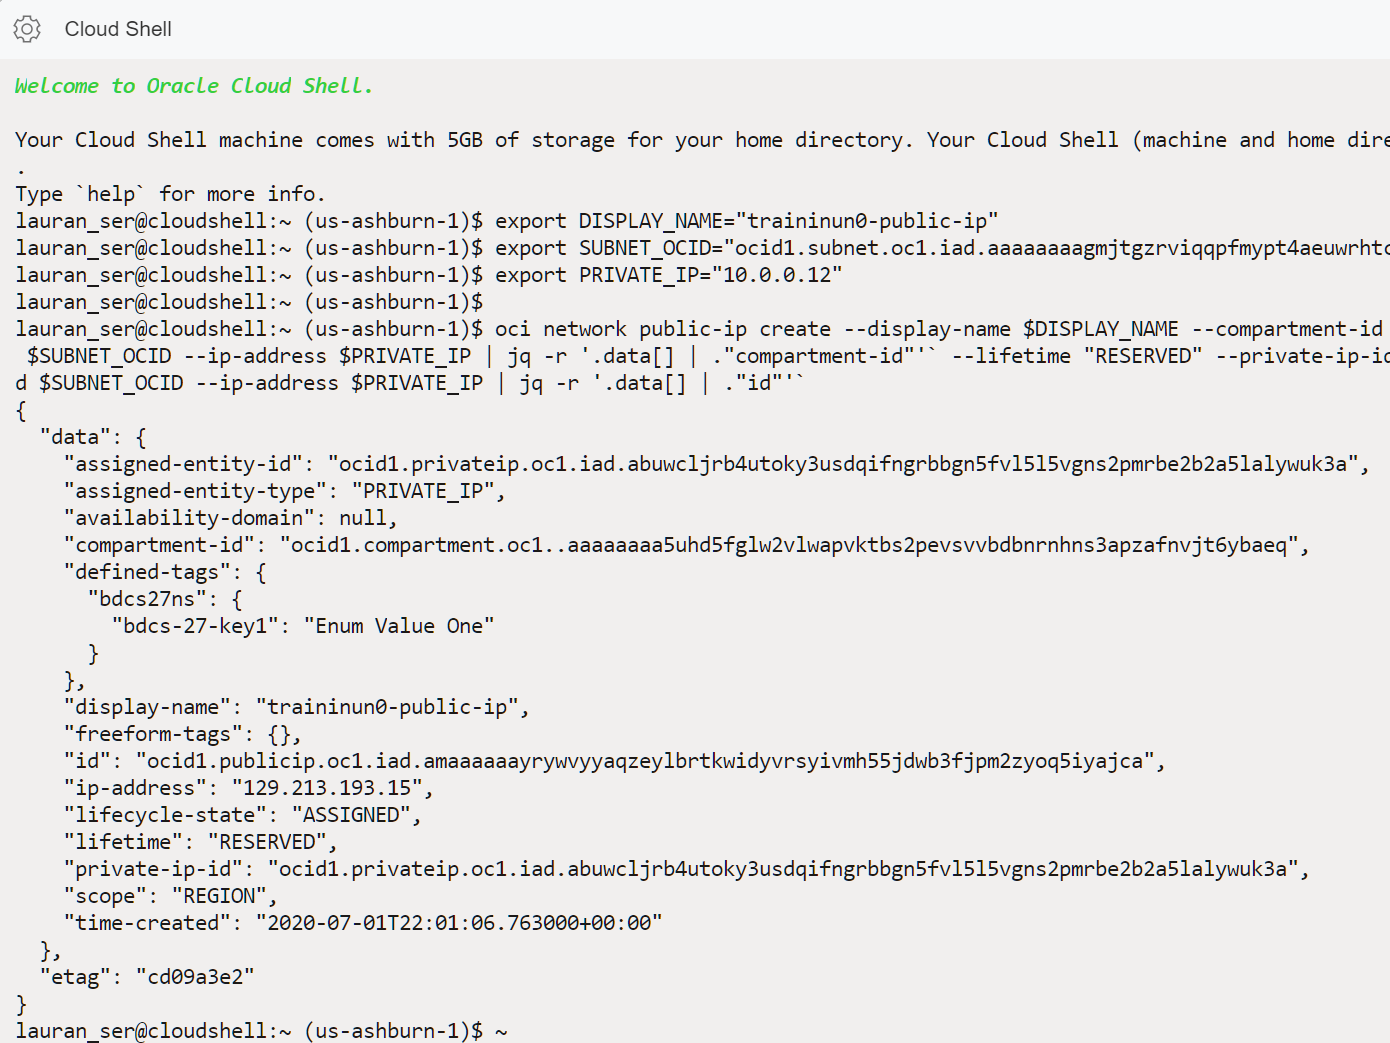 Cloud Shell
Welcome to Oracle Cloud Shell.
Your Cloud Shell machine comes with 5GB of storage for your home directory. Your Cloud Shell (machine and home dire
.
Type `help` for more info.
lauran_ser@cloudshell:~ (us-ashburn-1)$ export DISPLAY_NAME="traininun0-public-ip"
lauran_ser@cloudshell:~ (us-ashburn-1)$ export SUBNET_OCID="ocid1.subnet.oc1.iad.aaaaaaaagmjtgzrviqqpfmypt4aeuwrhtc
lauran_ser@cloudshell:~ (us-ashburn-1)$ export PRIVATE_IP="10.0.0.12"
lauran_ser@cloudshell:~ (us-ashburn-1)$
lauran_ser@cloudshell:~ (us-ashburn-1)$ oci network public-ip create --display-name $DISPLAY_NAME --compartment-id
$SUBNET_OCID --ip-address $PRIVATE_IP | jq -r '.data[] | ."compartment-id"'` --lifetime "RESERVED" --private-ip-id
d $SUBNET_OCID --ip-address $PRIVATE_IP | jq -r '.data[] | ."id"'`
{
  "data": {
    "assigned-entity-id": "ocid1.privateip.oc1.iad.abuwcljrb4utoky3usdqifngrbbgn5fvl5l5vgns2pmrbe2b2a5lalywuk3a",
    "assigned-entity-type": "PRIVATE_IP",
    "availability-domain": null,
    "compartment-id": "ocid1.compartment.oc1..aaaaaaaa5uhd5fglw2vlwapvktbs2pevsvvbdbnrnhns3apzafnvjt6ybaeq",
    "defined-tags": {
      "bdcs27ns": {
        "bdcs-27-key1": "Enum Value One"
      }
    },
    "display-name": "traininun0-public-ip",
    "freeform-tags": {},
    "id": "ocid1.publicip.oc1.iad.amaaaaaayrywvyyaqzeylbrtkwidyvrsyivmh55jdwb3fjpm2zyoq5iyajca",
    "ip-address": "129.213.193.15",
    "lifecycle-state": "ASSIGNED",
    "lifetime": "RESERVED",
    "private-ip-id": "ocid1.privateip.oc1.iad.abuwcljrb4utoky3usdqifngrbbgn5fvl5l5vgns2pmrbe2b2a5lalywuk3a",
    "scope": "REGION",
    "time-created": "2020-07-01T22:01:06.763000+00:00"
  },
  "etag": "cd09a3e2"
}
lauran_ser@cloudshell:~ (us-ashburn-1)$ ~